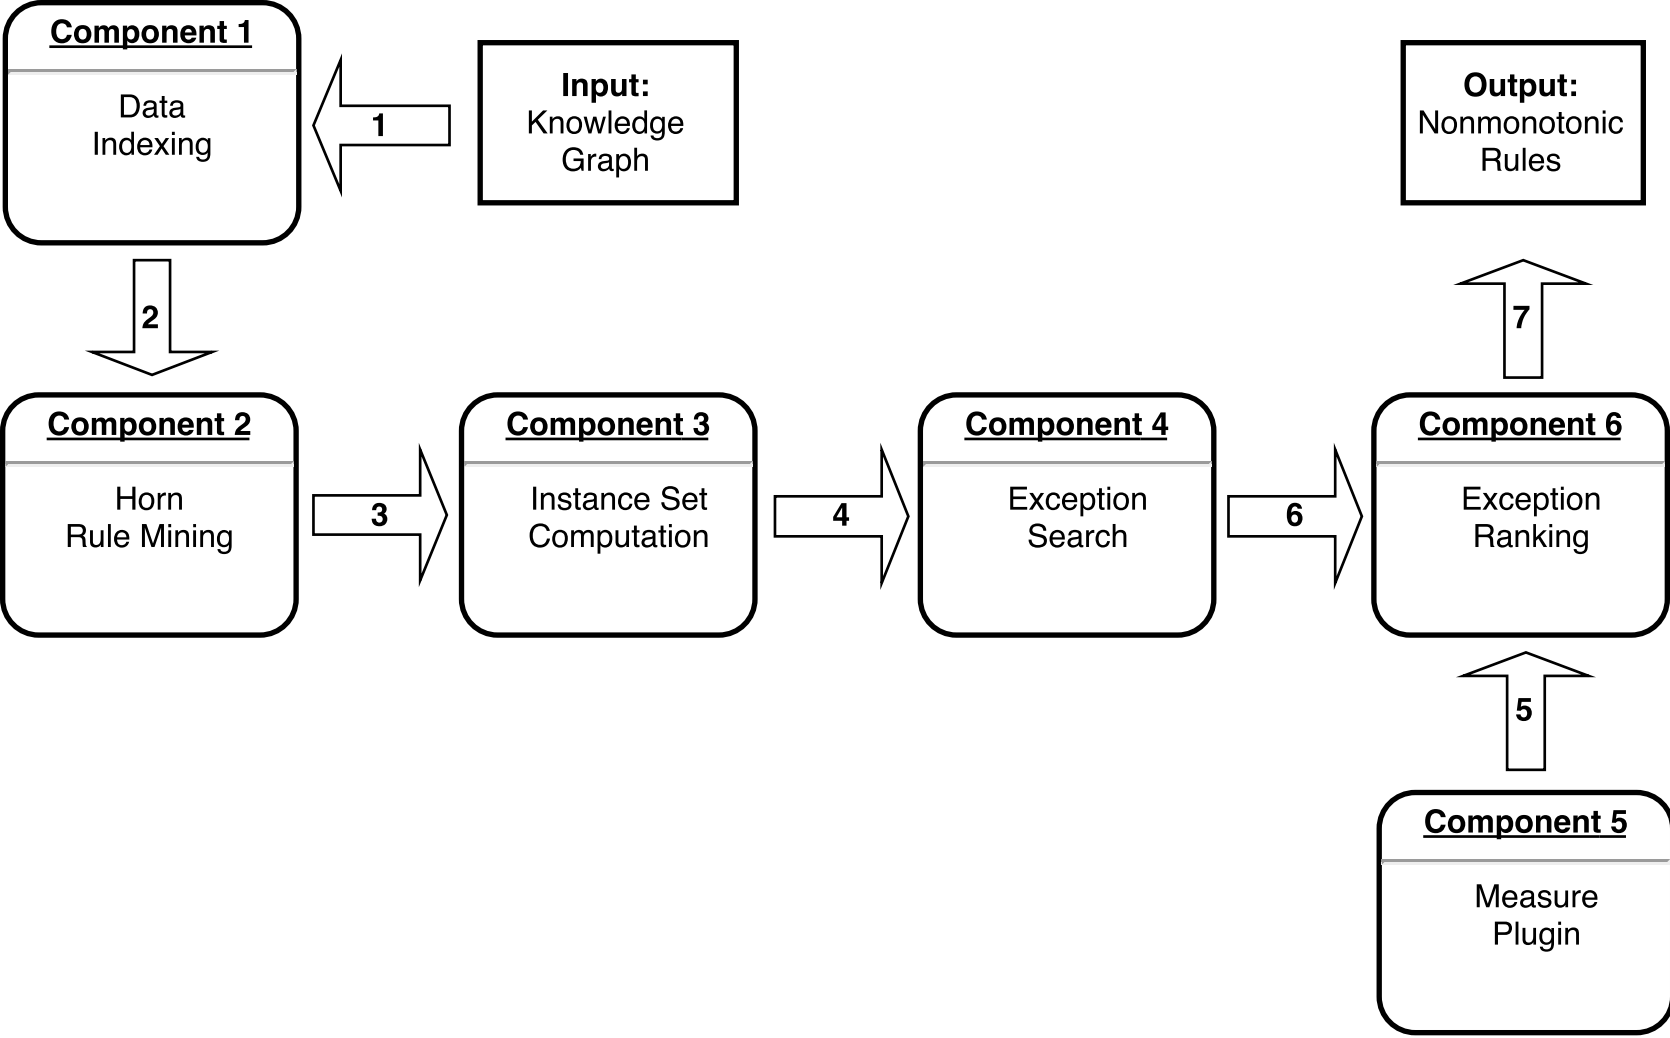 Component 1
Data
Indexing
1
Input:
Knowledge
Graph
Output:
Nonmonotonic
Rules
2
7
Component 2
Horn
Rule Mining
3
Component 3
Instance Set
Computation
4
Component 4
Exception
Search
6
Component 6
Exception
Ranking
5
Component 5
Measure
Plugin